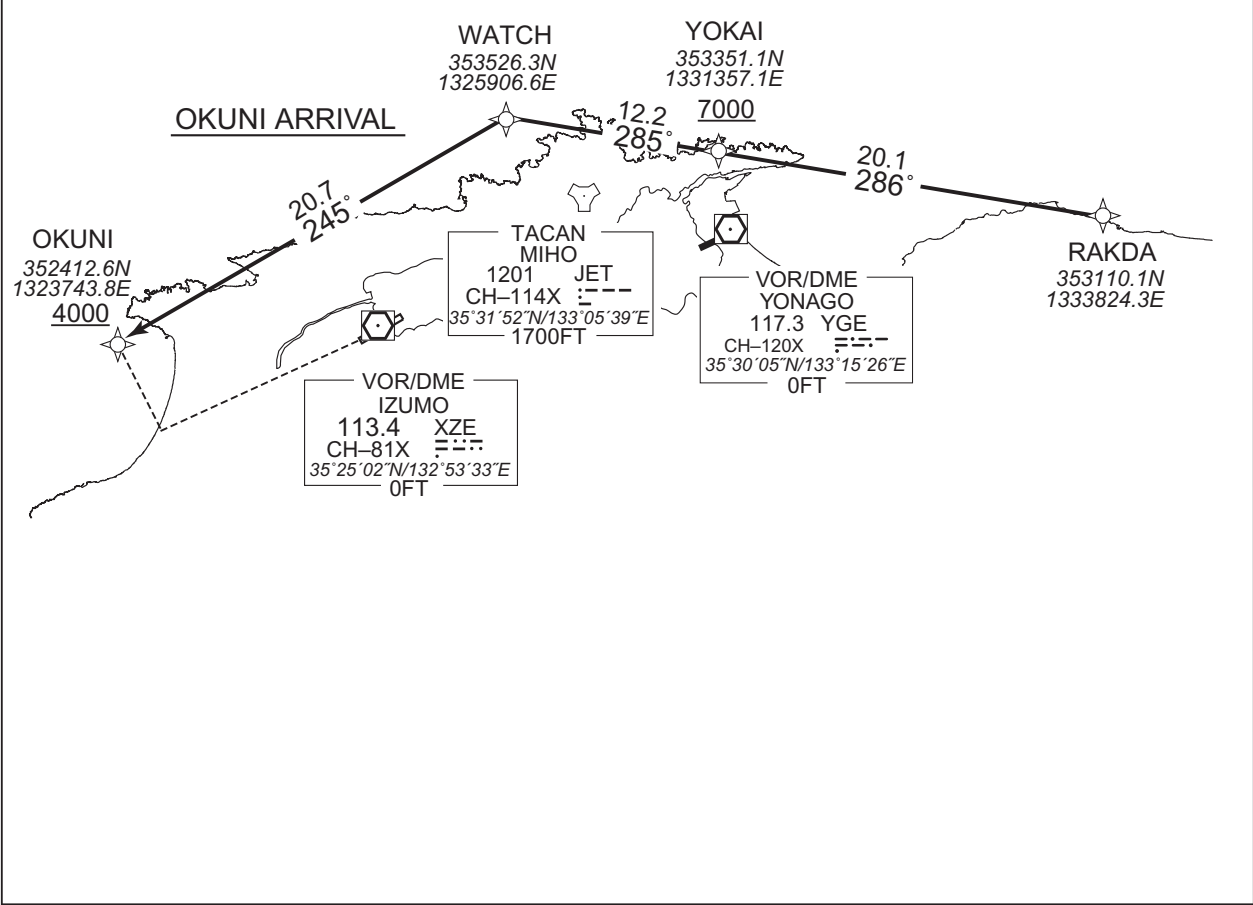 WATCH
353526.3N
1325906.6E
YOKAI
353351.1N
1331357.1E
7000
OKUNI ARRIVAL
12.2
285°
20.1
286°
20.7
245°
OKUNI
352412.6N
1323743.8E
4000
RAKDA
353110.1N
1333824.3E
TACAN
MIHO
1201 JET
CH–114X
35°31´52˝N/133°05´39˝E
1700FT
VOR/DME
YONAGO
117.3 YGE
CH–120X
35°30´05˝N/133°15´26˝E
0FT
VOR/DME
IZUMO
113.4 XZE
CH–81X
35°25´02˝N/132°53´33˝E
0FT